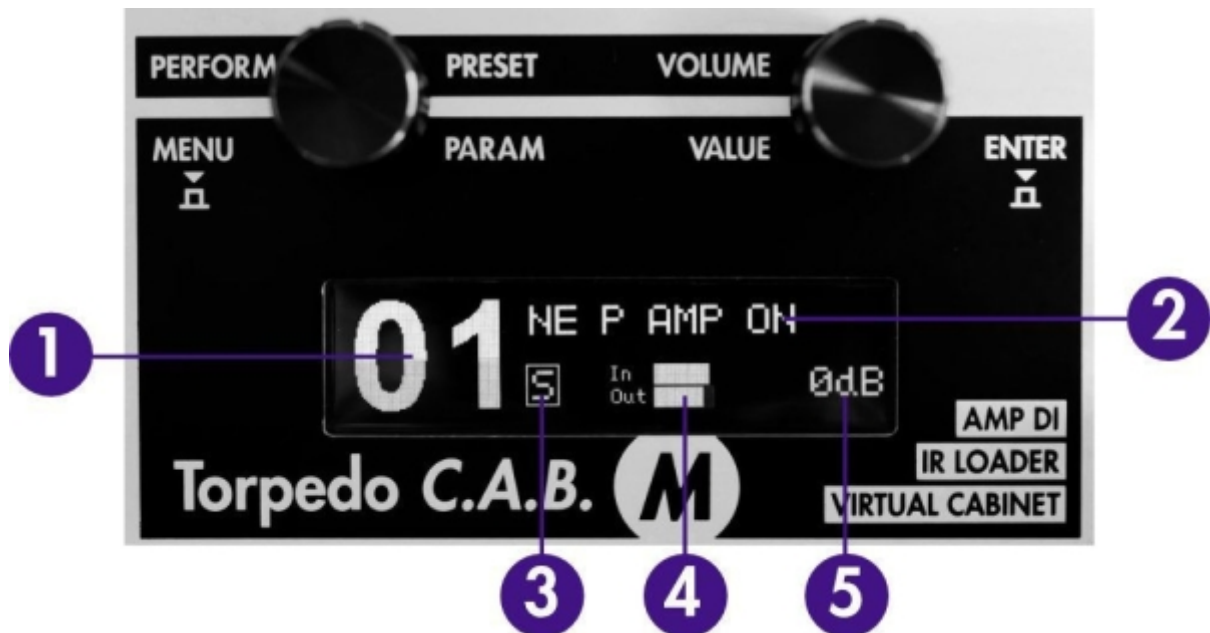 PERFORM PRESET VOLUME
MENU PARAM VALUE ENTER
01 NE P AMP ON
S In 0dB
Out
AMP DI
IR LOADER
VIRTUAL CABINET
Torpedo C.A.B. M
1
2
3 4 5